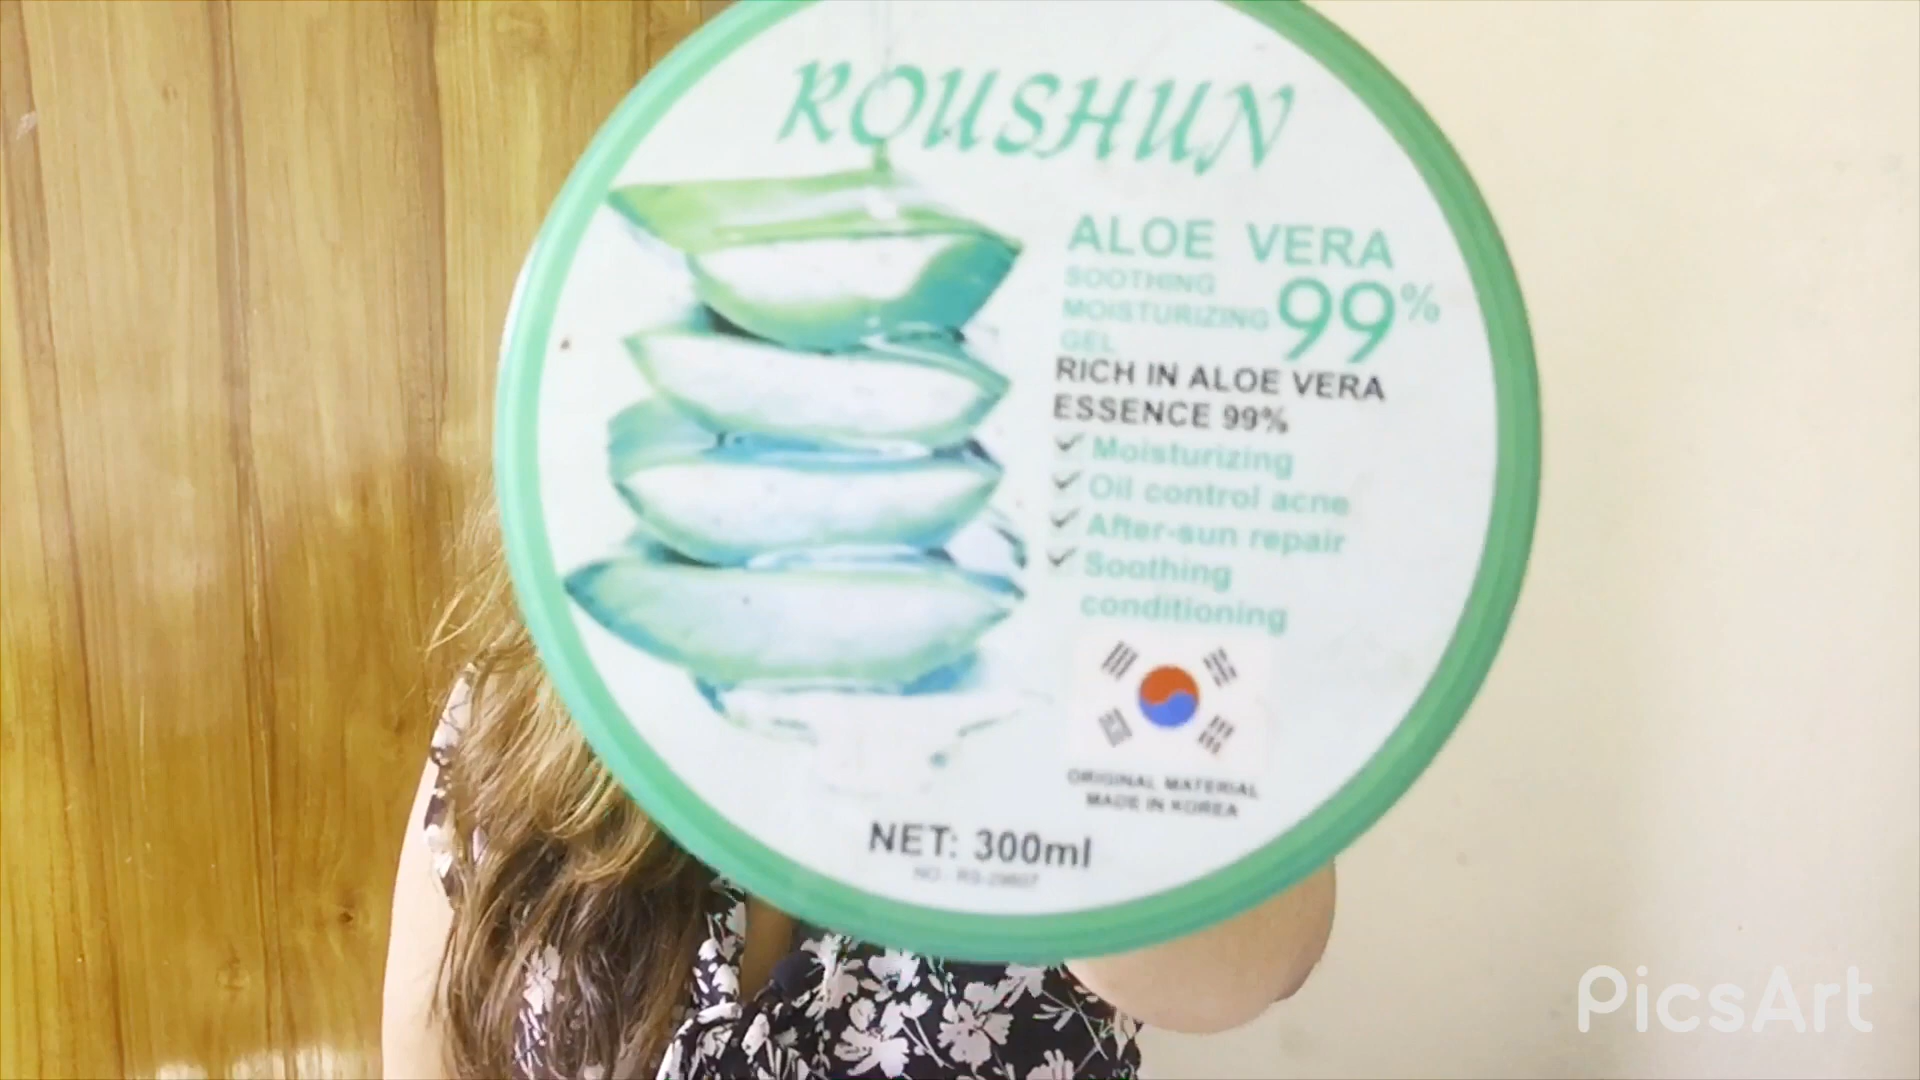 ROUSHUN
ALOE VERA
SOOTHING
MOISTURIZING
GEL
99%
RICH IN ALOE VERA
ESSENCE 99%
Moisturizing
Oil control acne
After-sun repair
Soothing
conditioning
ORIGINAL MATERIAL
MADE IN KOREA
NET: 300ml
PicsArt